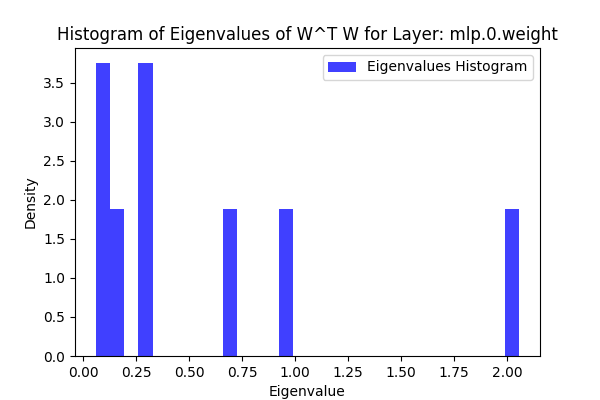 Histogram of Eigenvalues of W^T W for Layer: mlp.0.weight
Eigenvalues Histogram
Density
3.5
3.0
2.5
2.0
1.5
1.0
0.5
0.0
0.00 0.25 0.50 0.75 1.00 1.25 1.50 1.75 2.00
Eigenvalue